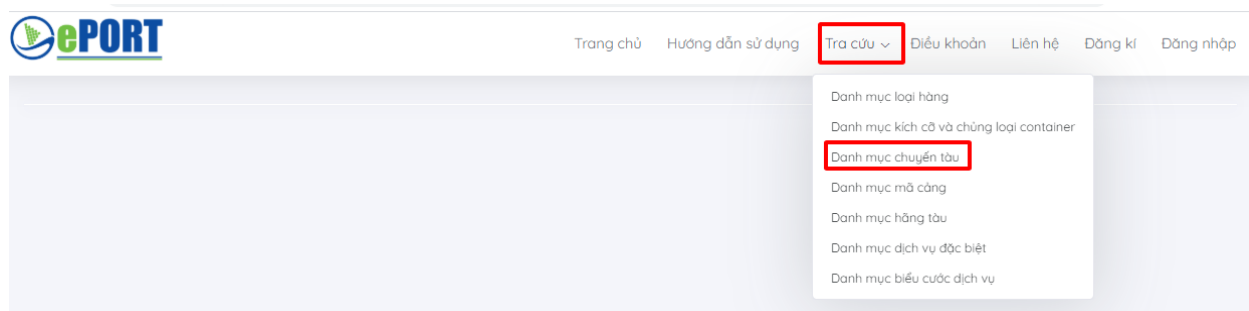 ePORT
Trang chủ Hướng dẫn sử dụng Tra cứu Điều khoản Liên hệ Đăng kí Đăng nhập
Danh mục loại hàng
Danh mục kích cỡ và chủng loại container
Danh mục chuyến tàu
Danh mục mã cảng
Danh mục hãng tàu
Danh mục dịch vụ đặc biệt
Danh mục biểu cước dịch vụ